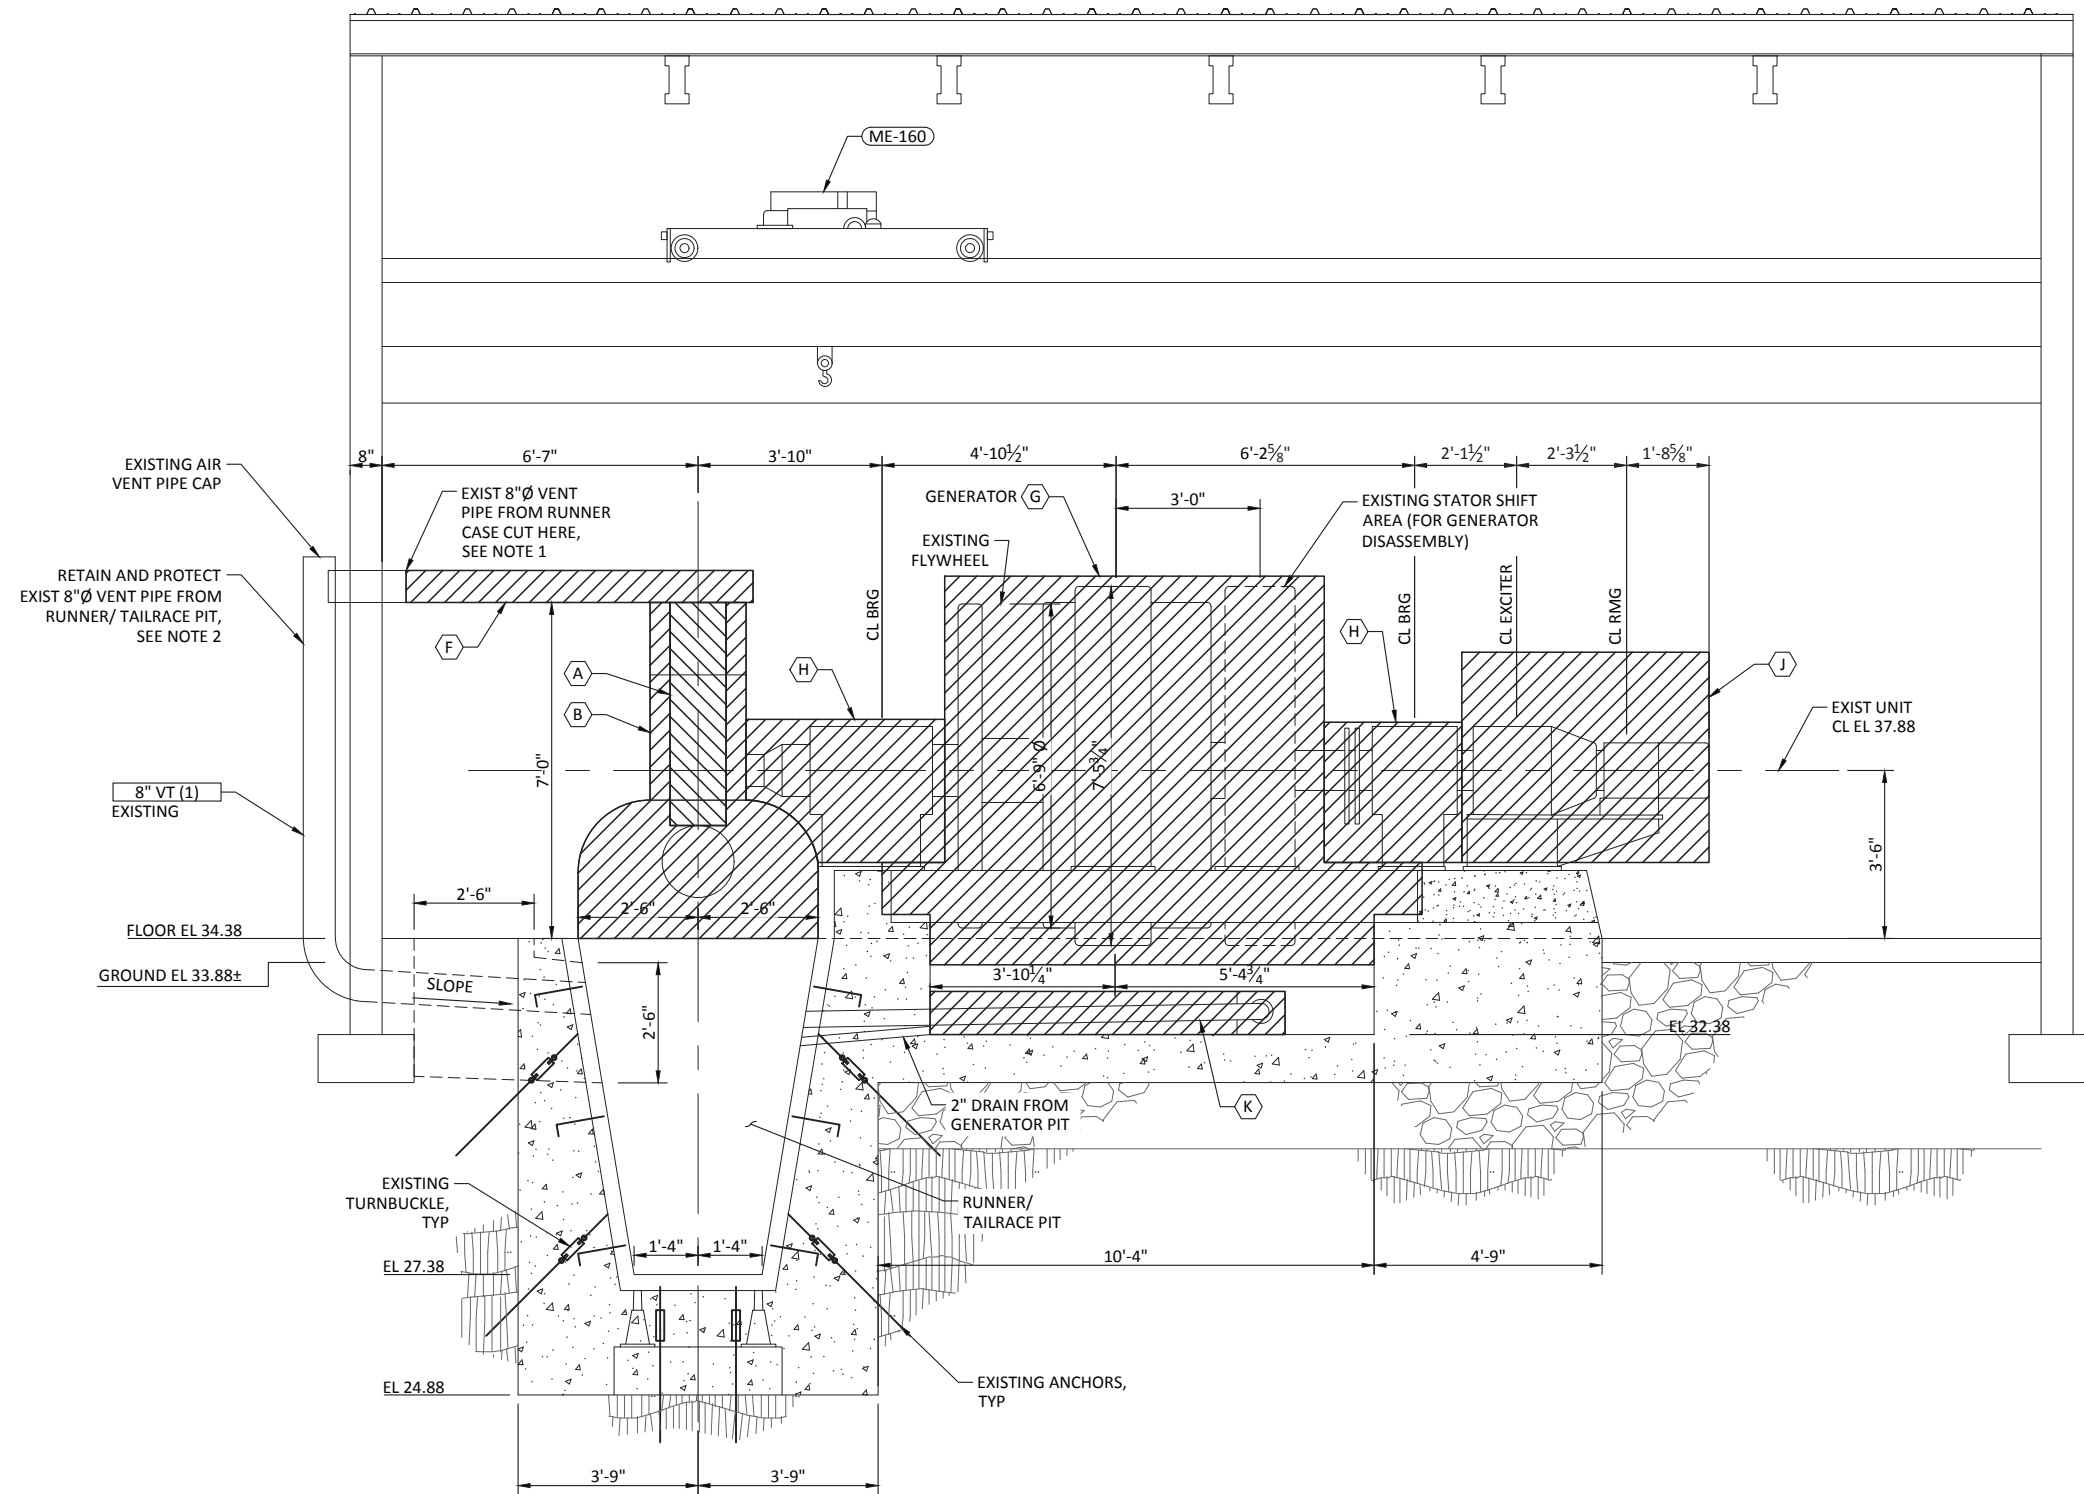 ME-160
8"
6'-7"
3'-10"
4'-10½"
6'-2⅝"
2'-1½"
2'-3½"
1'-8⅝"
EXISTING AIR
VENT PIPE CAP
EXIST 8"Ø VENT
PIPE FROM RUNNER
CASE CUT HERE,
SEE NOTE 1
GENERATOR G
3'-0"
EXISTING STATOR SHIFT
AREA (FOR GENERATOR
DISASSEMBLY)
EXISTING
FLYWHEEL
RETAIN AND PROTECT
EXIST 8"Ø VENT PIPE FROM
RUNNER/ TAILRACE PIT,
SEE NOTE 2
CL BRG
CL BRG
CL EXCITER
CL RMG
F
A
B
H
H
J
EXIST UNIT
CL EL 37.88
7'-0"
6'-9" Ø
7'-5¾"
8" VT (1)
EXISTING
3'-6"
2'-6"
2'-6"
2'-6"
FLOOR EL 34.38
GROUND EL 33.88±
SLOPE
3'-10¼"
5'-4¾"
2'-6"
EL 32.38
2" DRAIN FROM
GENERATOR PIT
K
EXISTING
TURNBUCKLE,
TYP
RUNNER/
TAILRACE PIT
1'-4"
1'-4"
10'-4"
4'-9"
EL 27.38
EL 24.88
EXISTING ANCHORS,
TYP
3'-9"
3'-9"